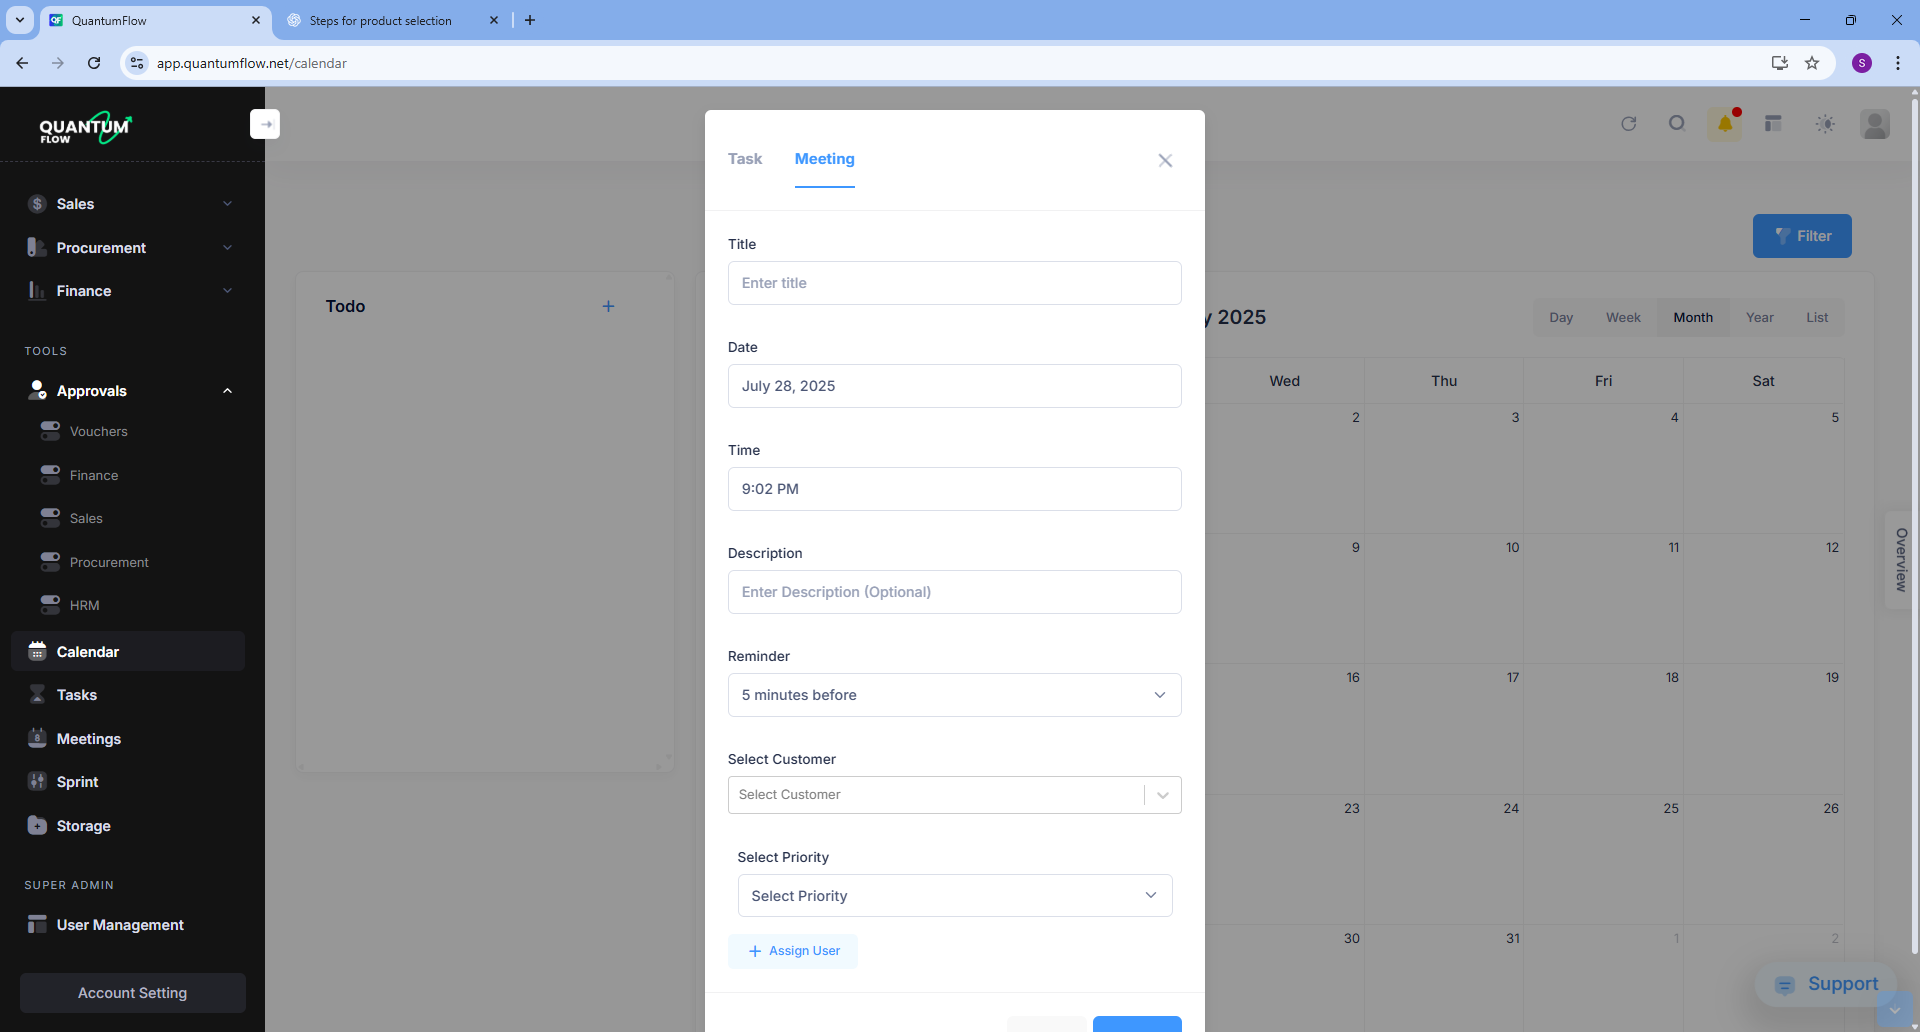 QuantumFlow
Steps for product selection
app.quantumflow.net/calendar
S
QUANTUM
FLOW
Sales
Procurement
Finance
TOOLS
Approvals
Vouchers
Finance
Sales
Procurement
HRM
Calendar
Tasks
Meetings
Sprint
Storage
SUPER ADMIN
User Management
Account Setting
Todo
Task
Meeting
Title
Enter title
Date
July 28, 2025
Time
9:02 PM
Description
Enter Description (Optional)
Reminder
5 minutes before
Select Customer
Select Customer
Select Priority
Select Priority
Assign User
Filter
y 2025
Day Week Month Year List
Wed Thu Fri Sat
2 3 4 5
9 10 11 12
16 17 18 19
23 24 25 26
30 31 1 2
Overview
Support